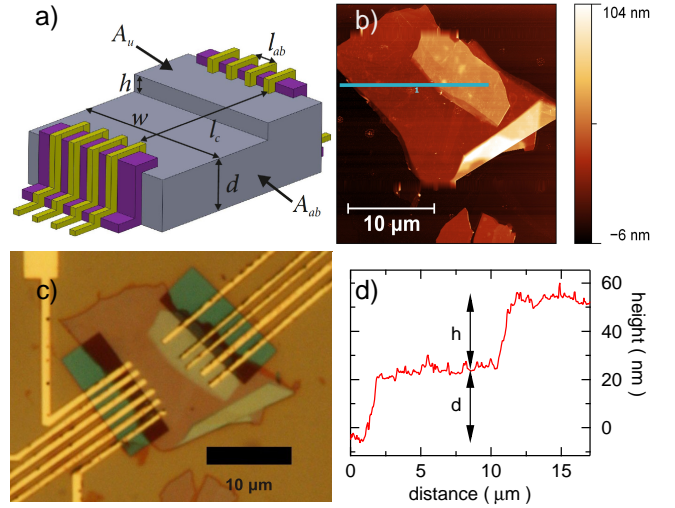 a)
A_u
l_ab
h
w
l_c
d
A_ab
b)
1
10 µm
104 nm
−6 nm
c)
10 µm
d)
h
d
60
40
20
0
height ( nm )
0
5
10
15
distance ( µm )